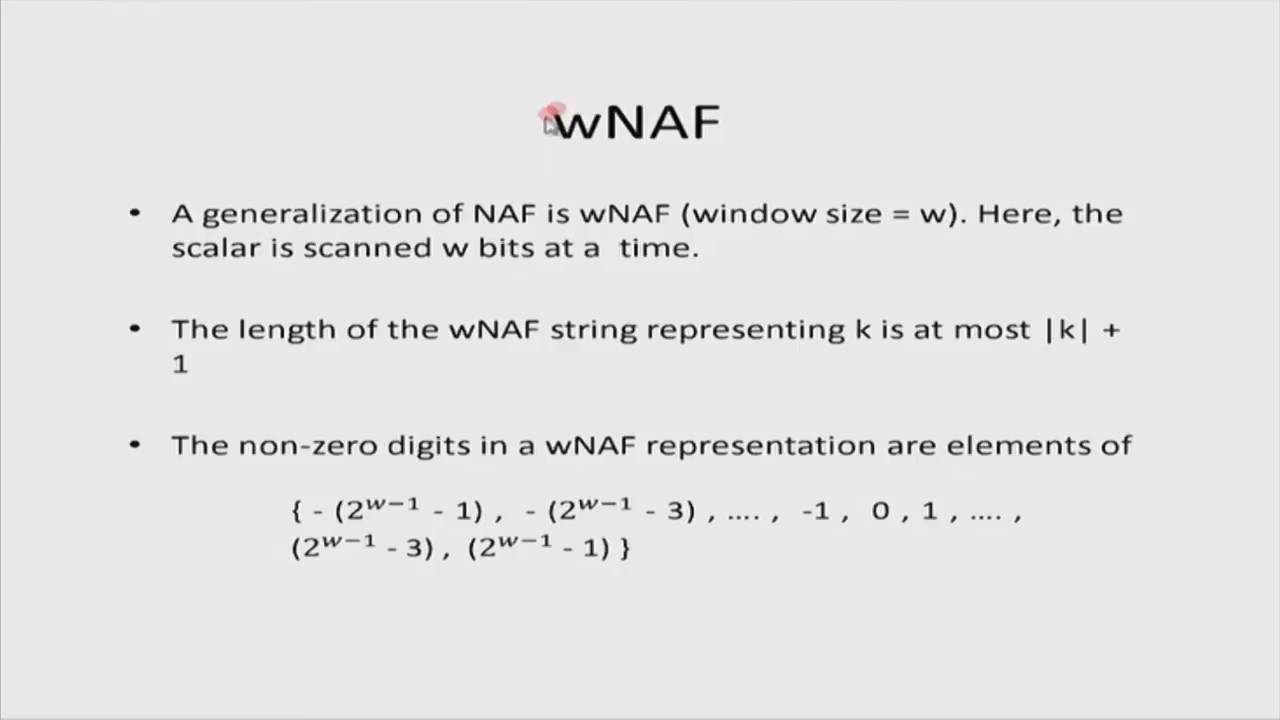 wNAF
• A generalization of NAF is wNAF (window size = w). Here, the
scalar is scanned w bits at a time.
• The length of the wNAF string representing k is at most |k| +
1
• The non-zero digits in a wNAF representation are elements of
{ - (2^{w−1} - 1) , - (2^{w−1} - 3) , .... , -1 , 0 , 1 , .... ,
(2^{w−1} - 3) , (2^{w−1} - 1) }